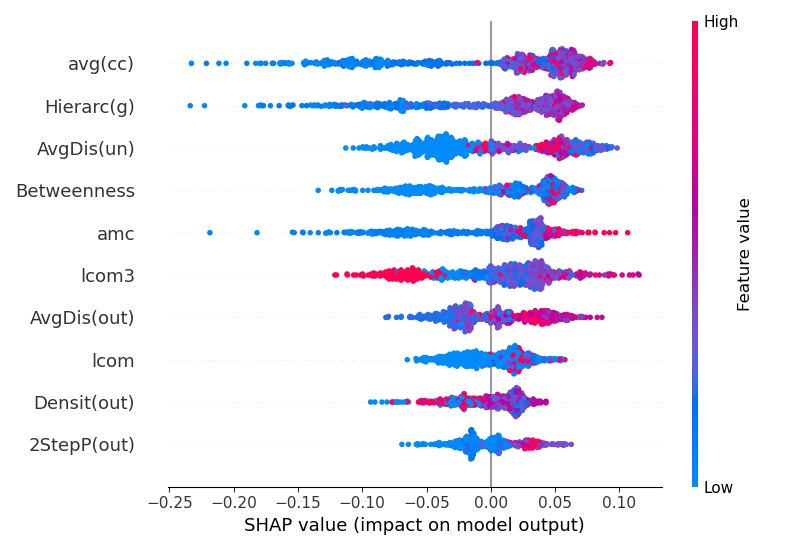 High
avg(cc)
Hierarc(g)
AvgDis(un)
Betweenness
amc
lcom3
AvgDis(out)
lcom
Densit(out)
2StepP(out)
Feature value
Low
−0.25 −0.20 −0.15 −0.10 −0.05 0.00 0.05 0.10
SHAP value (impact on model output)